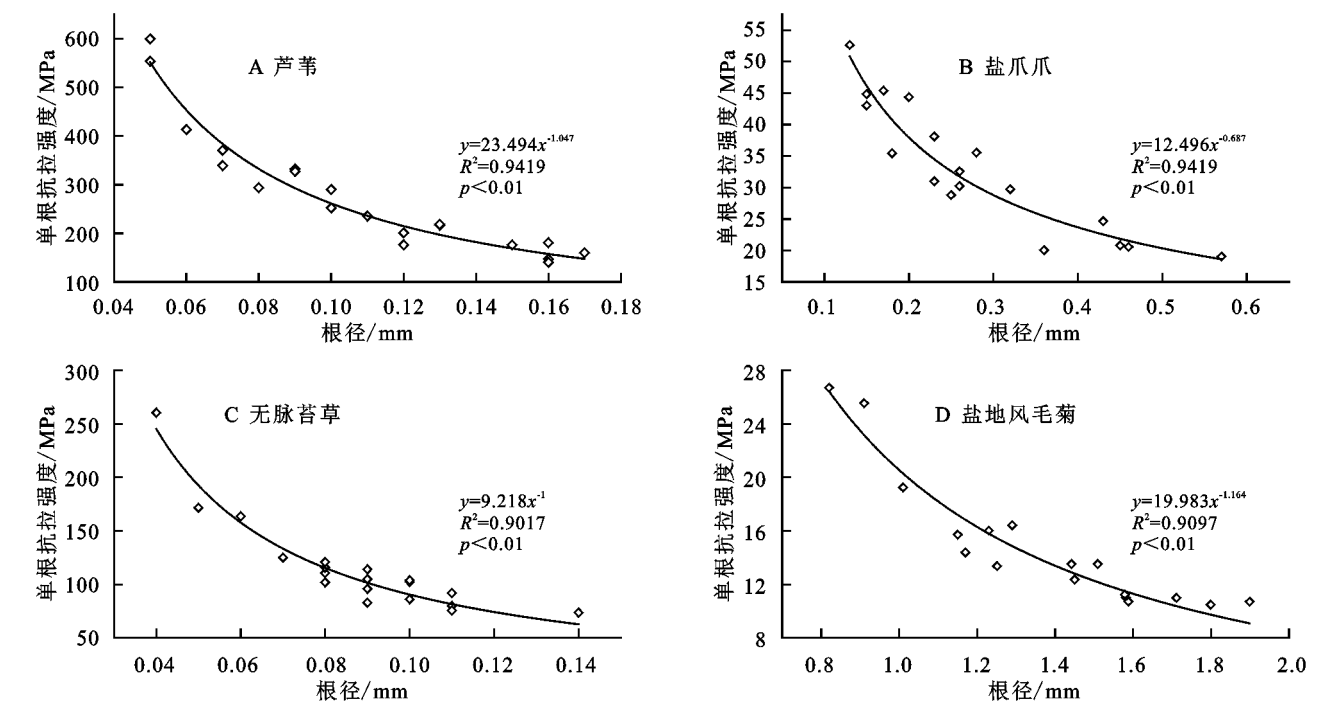 A 芦苇
单根抗拉强度/MPa
600
500
400
300
200
100
y=23.494x^-1.047
R²=0.9419
p<0.01
0.04 0.06 0.08 0.10 0.12 0.14 0.16 0.18
根径/mm
B 盐爪爪
单根抗拉强度/MPa
55
50
45
40
35
30
25
20
15
y=12.496x^-0.687
R²=0.9419
p<0.01
0.1 0.2 0.3 0.4 0.5 0.6
根径/mm
C 无脉苔草
单根抗拉强度/MPa
300
250
200
150
100
50
y=9.218x^-1
R²=0.9017
p<0.01
0.04 0.06 0.08 0.10 0.12 0.14
根径/mm
D 盐地风毛菊
单根抗拉强度/MPa
28
24
20
16
12
8
y=19.983x^-1.164
R²=0.9097
p<0.01
0.8 1.0 1.2 1.4 1.6 1.8 2.0
根径/mm